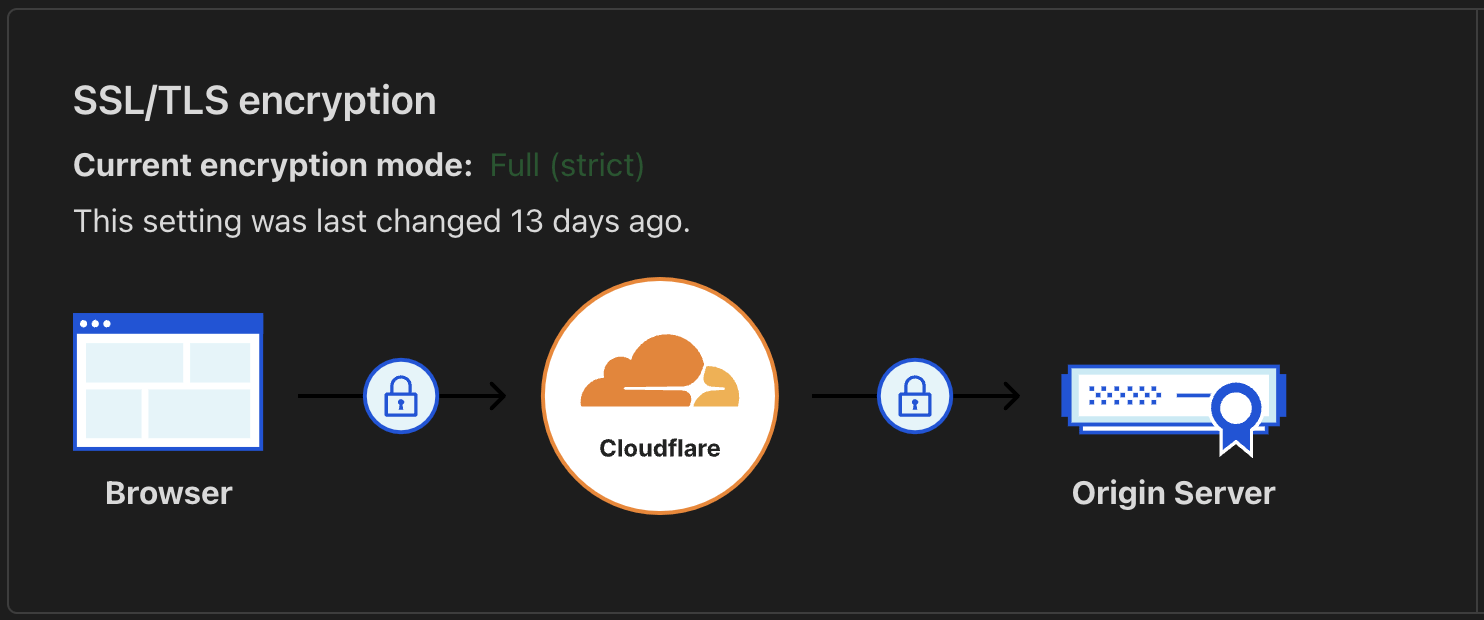 SSL/TLS encryption
Current encryption mode: Full (strict)
This setting was last changed 13 days ago.
Cloudflare
Browser
Origin Server